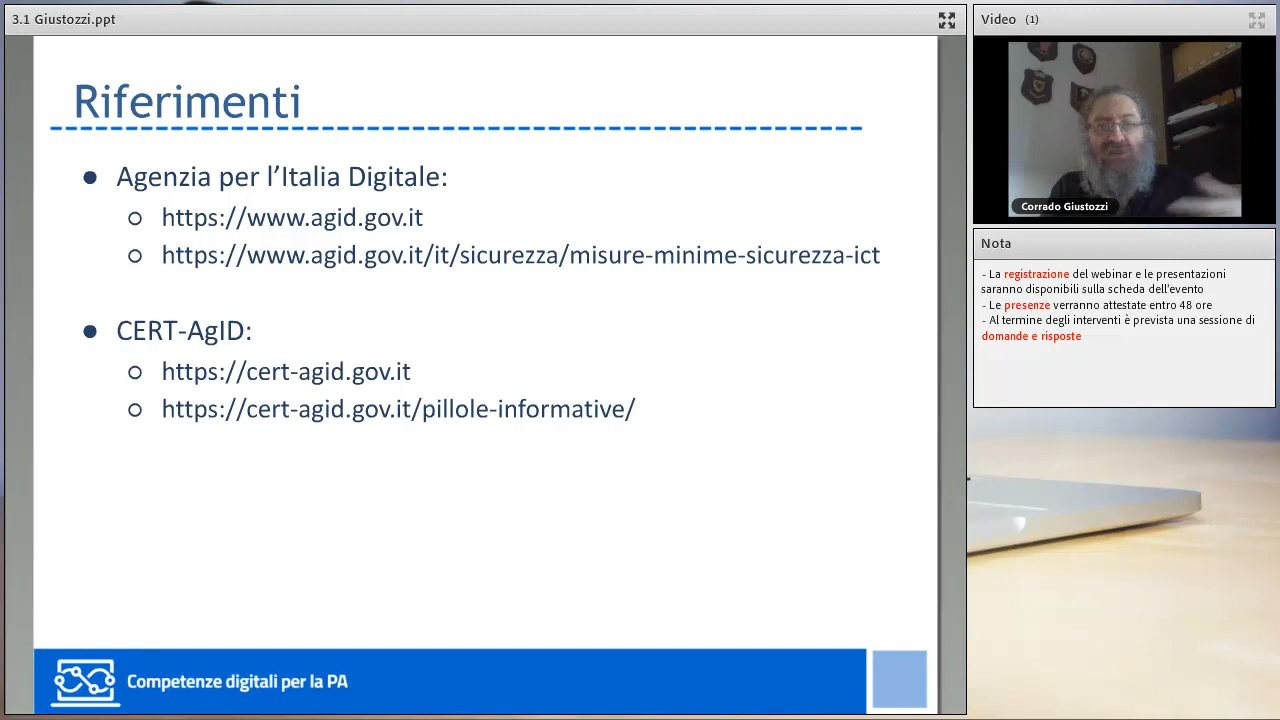 3.1 Giustozzi.ppt
Riferimenti
● Agenzia per l’Italia Digitale:
○ https://www.agid.gov.it
○ https://www.agid.gov.it/it/sicurezza/misure-minime-sicurezza-ict
● CERT-AgID:
○ https://cert-agid.gov.it
○ https://cert-agid.gov.it/pillole-informative/
Competenze digitali per la PA
Video (1)
Corrado Giustozzi
Nota
- La registrazione del webinar e le presentazioni
saranno disponibili sulla scheda dell'evento
- Le presenze verranno attestate entro 48 ore
- Al termine degli interventi è prevista una sessione di
domande e risposte